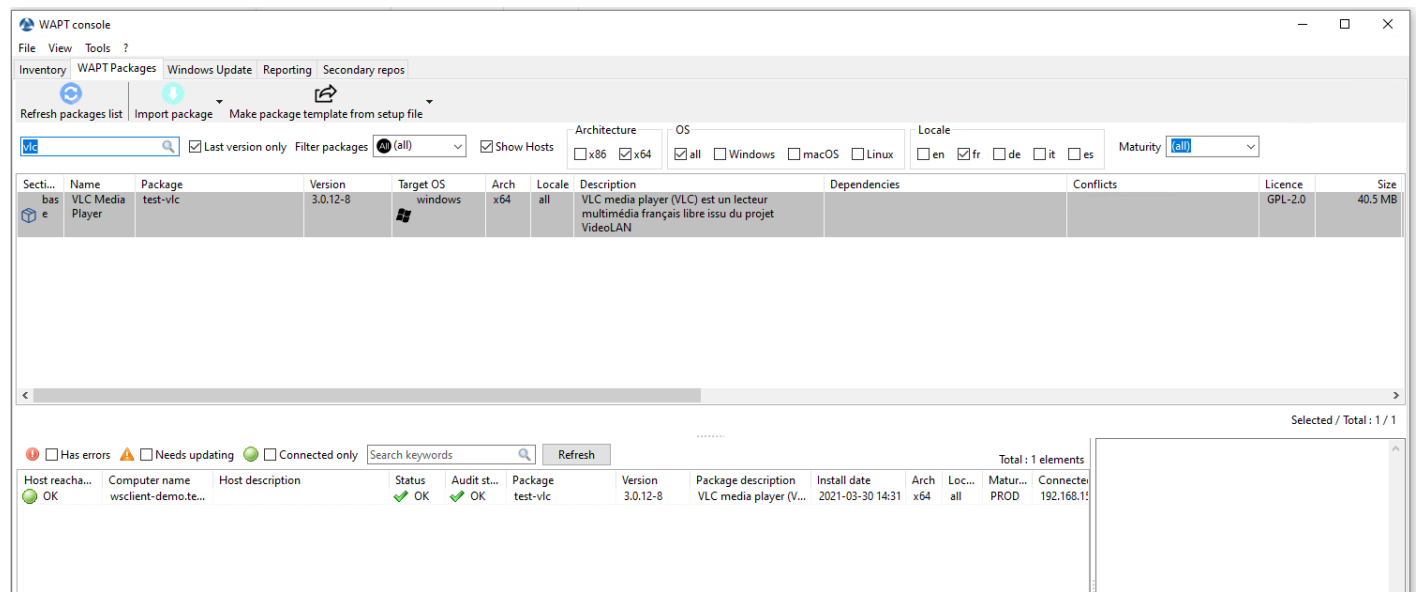 WAPT console
File View Tools ?
Inventory WAPT Packages Windows Update Reporting Secondary repos
Refresh packages list Import package Make package template from setup file
Architecture OS Locale
vlc Last version only Filter packages All (all) Show Hosts x86 x64 all Windows macOS Linux en fr de it es Maturity (all)
Secti... Name Package Version Target OS Arch Locale Description Dependencies Conflicts Licence Size
bas VLC Media test-vlc 3.0.12-8 windows x64 all VLC media player (VLC) est un lecteur GPL-2.0 40.5 MB
e Player multimédia français libre issu du projet
VideoLAN
Selected / Total : 1 / 1
Has errors Needs updating Connected only Search keywords Refresh Total : 1 elements
Host reacha... Computer name Host description Status Audit st... Package Version Package description Install date Arch Loc... Matur... Connected
OK wsclient-demo.te... OK OK test-vlc 3.0.12-8 VLC media player (V... 2021-03-30 14:31 x64 all PROD 192.168.15